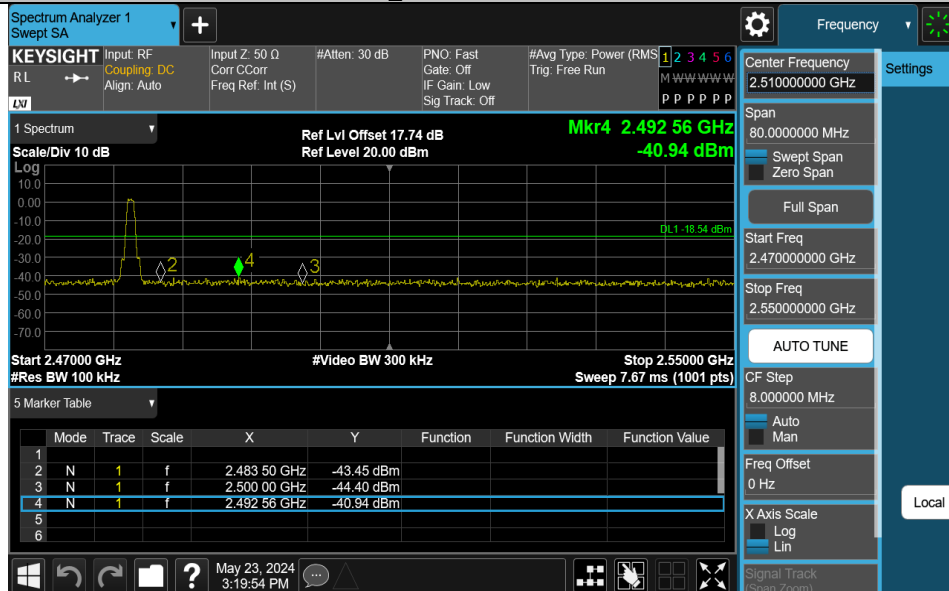 Spectrum Analyzer 1
Swept SA
Frequency
KEYSIGHT
RL
LXI
Input: RF
Coupling: DC
Align: Auto
Input Z: 50 Ω
Corr CCorr
Freq Ref: Int (S)
#Atten: 30 dB
PNO: Fast
Gate: Off
IF Gain: Low
Sig Track: Off
#Avg Type: Power (RMS
Trig: Free Run
1 2 3 4 5 6
M W W W W W
P P P P P P
1 Spectrum
Scale/Div 10 dB
Ref Lvl Offset 17.74 dB
Ref Level 20.00 dBm
Mkr4 2.492 56 GHz
-40.94 dBm
Log
10.0
0.00
-10.0
-20.0
-30.0
-40.0
-50.0
-60.0
-70.0
DL1 -18.54 dBm
2
4
3
Start 2.47000 GHz
#Res BW 100 kHz
#Video BW 300 kHz
Stop 2.55000 GHz
Sweep 7.67 ms (1001 pts)
5 Marker Table
Mode Trace Scale X Y Function Function Width Function Value
1
2 N 1 f 2.483 50 GHz -43.45 dBm
3 N 1 f 2.500 00 GHz -44.40 dBm
4 N 1 f 2.492 56 GHz -40.94 dBm
5
6
?
May 23, 2024
3:19:54 PM
Center Frequency
2.510000000 GHz
Span
80.0000000 MHz
Swept Span
Zero Span
Full Span
Start Freq
2.470000000 GHz
Stop Freq
2.550000000 GHz
AUTO TUNE
CF Step
8.000000 MHz
Auto
Man
Freq Offset
0 Hz
X Axis Scale
Log
Lin
Signal Track
(Span Zoom)
Settings
Local